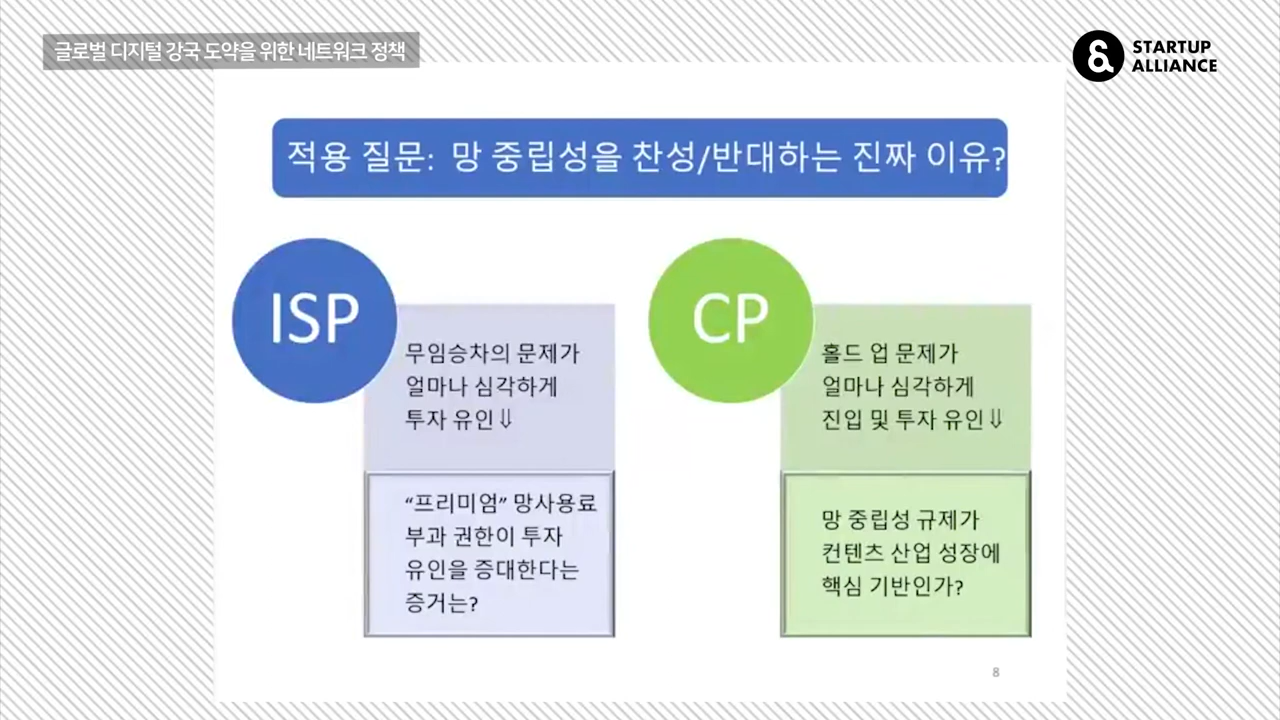 글로벌 디지털 강국 도약을 위한 네트워크 정책
STARTUP
ALLIANCE
적용 질문: 망 중립성을 찬성/반대하는 진짜 이유?
ISP
무임승차의 문제가
얼마나 심각하게
투자 유인⇓
“프리미엄” 망사용료
부과 권한이 투자
유인을 증대한다는
증거는?
CP
홀드 업 문제가
얼마나 심각하게
진입 및 투자 유인⇓
망 중립성 규제가
컨텐츠 산업 성장에
핵심 기반인가?
8